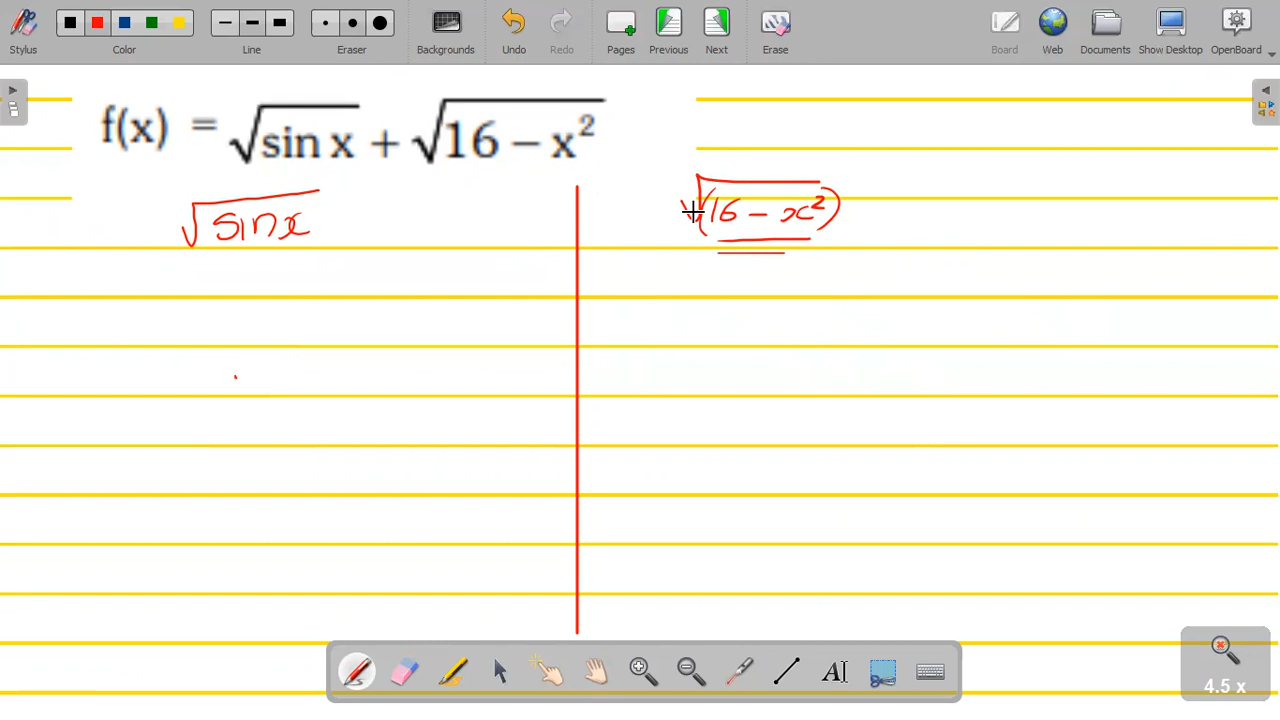 Stylus Color Line Eraser Backgrounds Undo Redo Pages Previous Next Erase Board Web Documents Show Desktop OpenBoard
f(x) = √sin x + √16 − x²
√sinx √(16 − x²)
4.5 x